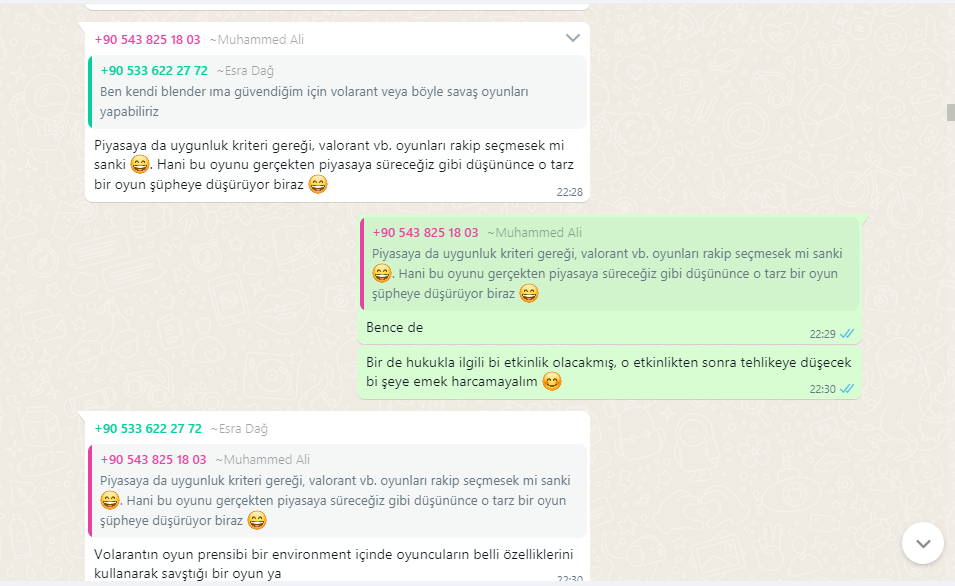 +90 543 825 18 03 ~Muhammed Ali
+90 533 622 27 72 ~Esra Dağ
Ben kendi blender ıma güvendiğim için volarant veya böyle savaş oyunları
yapabiliriz
Piyasaya da uygunluk kriteri gereği, valorant vb. oyunları rakip seçmesek mi
sanki 😄. Hani bu oyunu gerçekten piyasaya süreceğiz gibi düşününce o tarz
bir oyun şüpheye düşürüyor biraz 😄
22:28
+90 543 825 18 03 ~Muhammed Ali
Piyasaya da uygunluk kriteri gereği, valorant vb. oyunları rakip seçmesek mi sanki
😄. Hani bu oyunu gerçekten piyasaya süreceğiz gibi düşününce o tarz bir oyun
şüpheye düşürüyor biraz 😄
Bence de
22:29
Bir de hukukla ilgili bi etkinlik olacakmış, o etkinlikten sonra tehlikeye düşecek
bi şeye emek harcamayalım 😊
22:30
+90 533 622 27 72 ~Esra Dağ
+90 543 825 18 03 ~Muhammed Ali
Piyasaya da uygunluk kriteri gereği, valorant vb. oyunları rakip seçmesek mi sanki
😄. Hani bu oyunu gerçekten piyasaya süreceğiz gibi düşününce o tarz bir oyun
şüpheye düşürüyor biraz 😄
Volarantın oyun prensibi bir environment içinde oyuncuların belli özelliklerini
kullanarak savştığı bir oyun ya
22:30